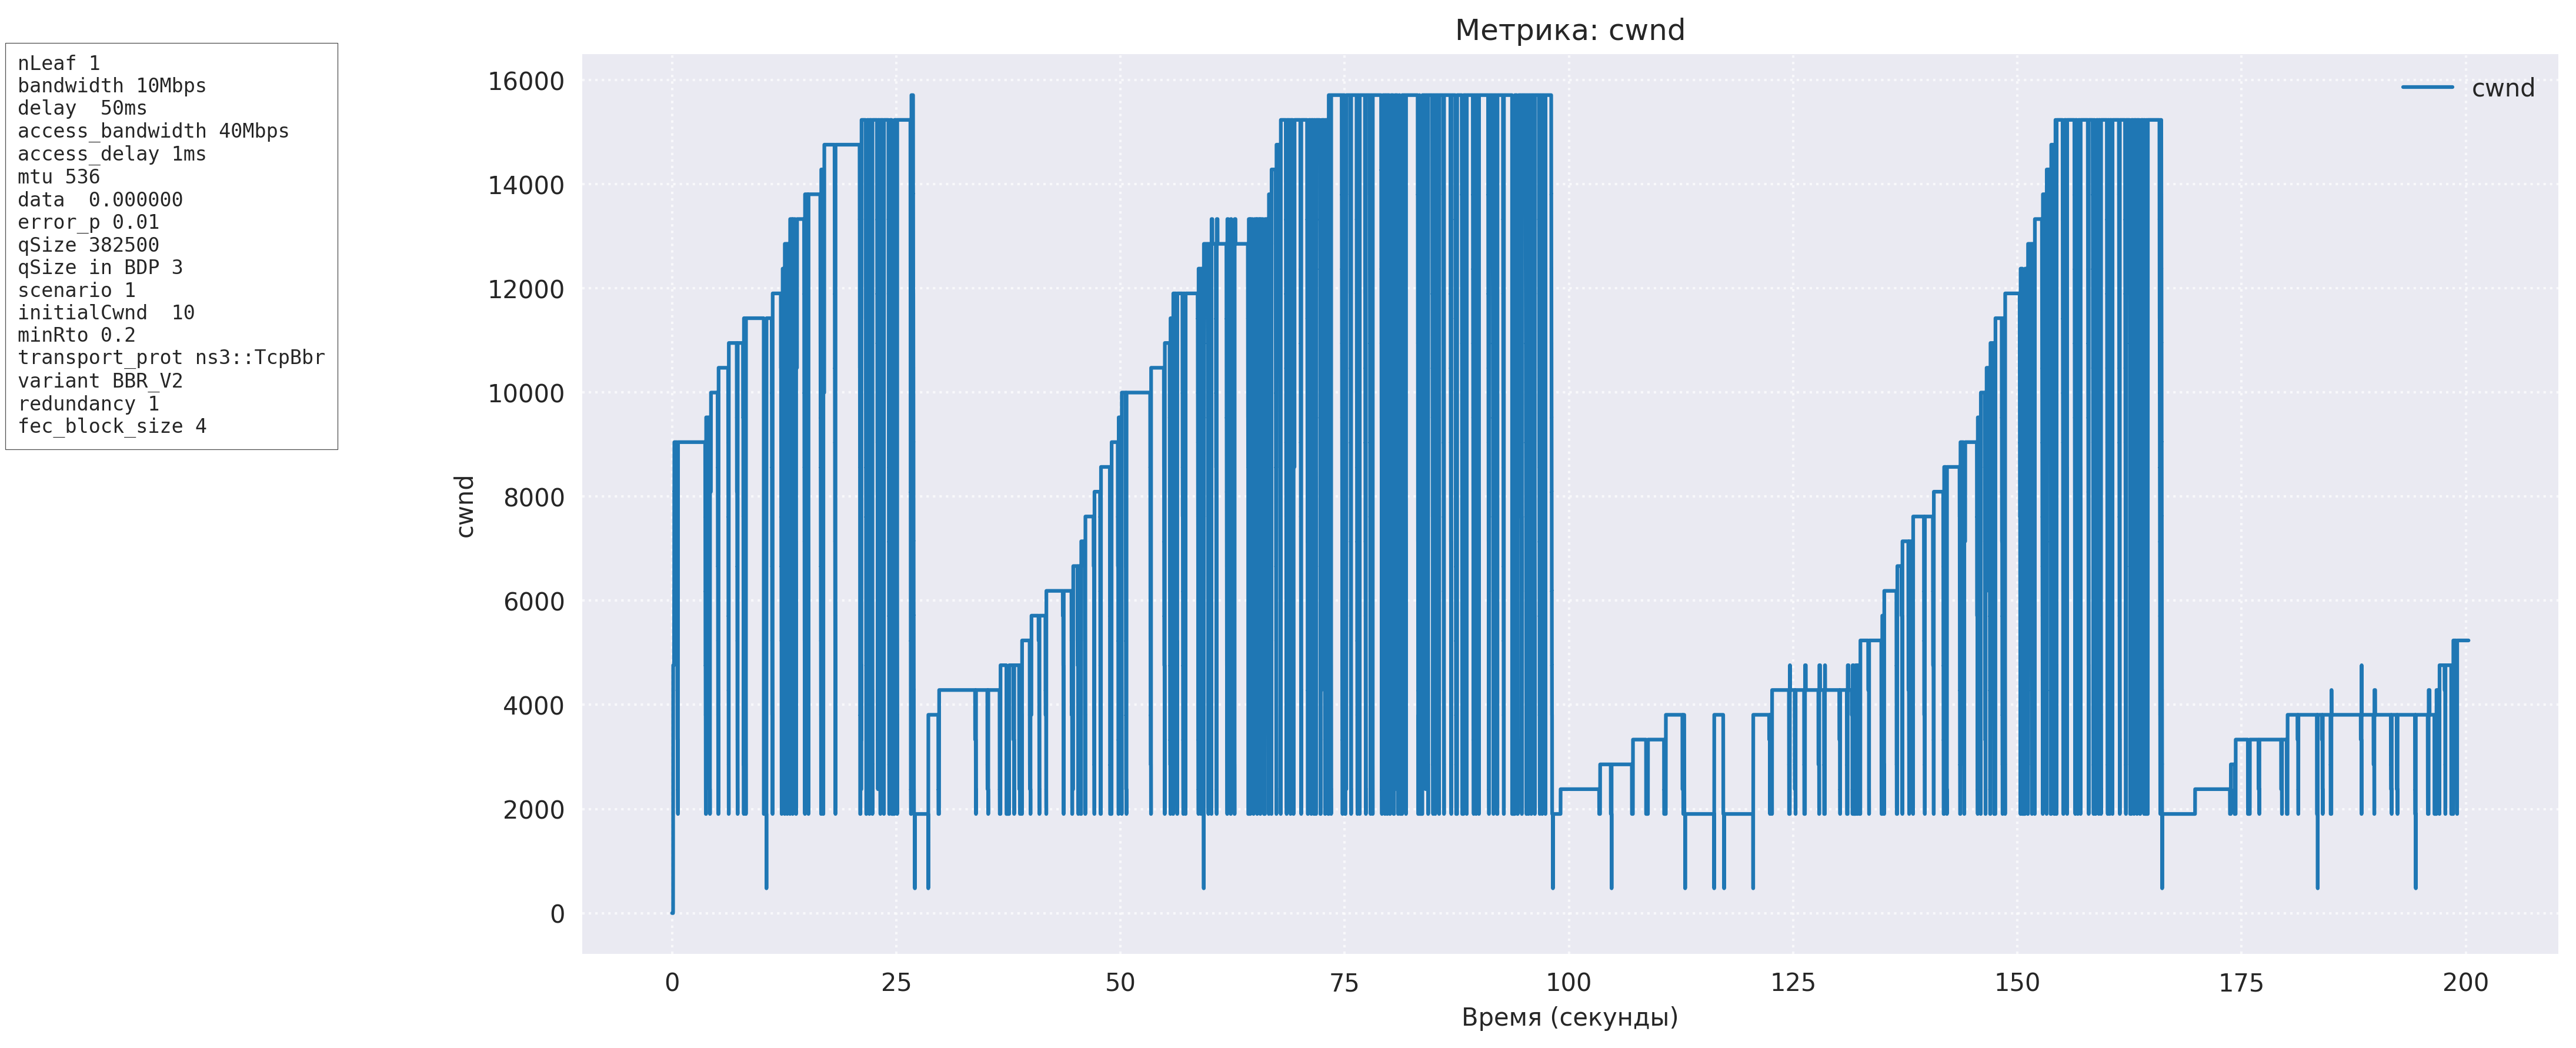 Метрика: cwnd
nLeaf 1
bandwidth 10Mbps
delay  50ms
access_bandwidth 40Mbps
access_delay 1ms
mtu 536
data  0.000000
error_p 0.01
qSize 382500
qSize in BDP 3
scenario 1
initialCwnd  10
minRto 0.2
transport_prot ns3::TcpBbr
variant BBR_V2
redundancy 1
fec_block_size 4
cwnd
16000
14000
12000
10000
8000
6000
4000
2000
0
cwnd
0 25 50 75 100 125 150 175 200
Время (секунды)